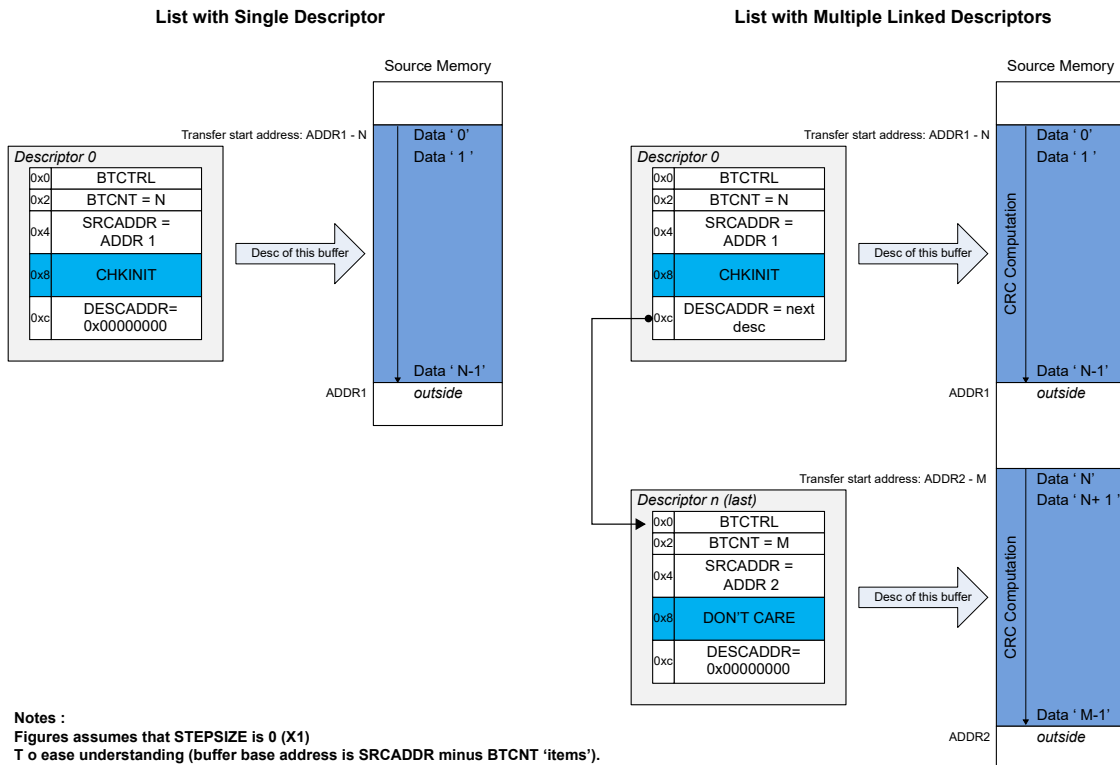 List with Single Descriptor
Source Memory
Transfer start address: ADDR1 - N
Data ‘ 0’
Data ‘ 1 ’
Descriptor 0
0x0
BTCTRL
0x2
BTCNT = N
0x4
SRCADDR =
ADDR 1
0x8
CHKINIT
0xc
DESCADDR=
0x00000000
Desc of this buffer
Data ‘ N-1’
ADDR1
outside
List with Multiple Linked Descriptors
Source Memory
Transfer start address: ADDR1 - N
Data ‘ 0’
Data ‘ 1 ’
Descriptor 0
0x0
BTCTRL
0x2
BTCNT = N
0x4
SRCADDR =
ADDR 1
0x8
CHKINIT
0xc
DESCADDR = next
desc
Desc of this buffer
CRC Computation
Data ‘ N-1’
ADDR1
outside
Transfer start address: ADDR2 - M
Data ‘ N’
Data ‘ N+ 1 ’
Descriptor n (last)
0x0
BTCTRL
0x2
BTCNT = M
0x4
SRCADDR =
ADDR 2
0x8
DON’T CARE
0xc
DESCADDR=
0x00000000
Desc of this buffer
CRC Computation
Data ‘ M-1’
ADDR2
outside
Notes :
Figures assumes that STEPSIZE is 0 (X1)
T o ease understanding (buffer base address is SRCADDR minus BTCNT ‘items’).